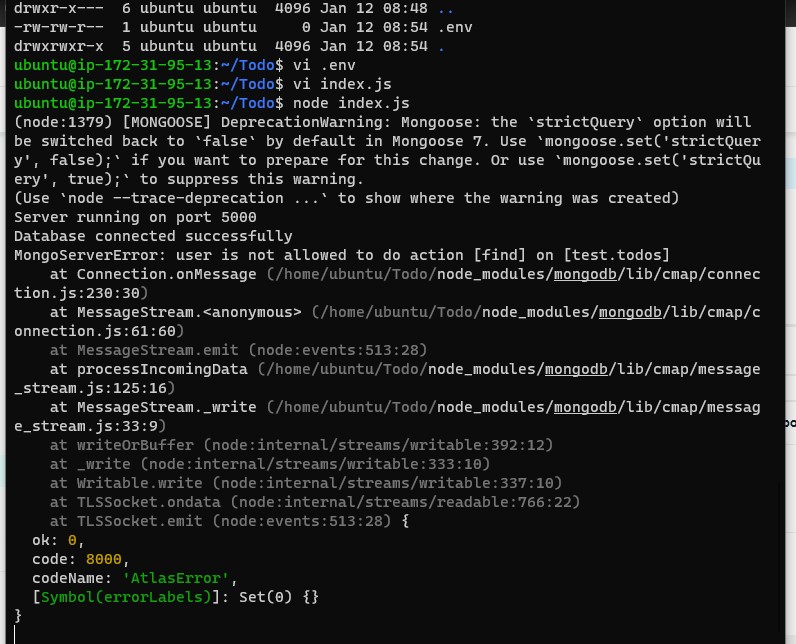 drwxr-x---  6 ubuntu ubuntu  4096 Jan 12 08:48 ..
-rw-rw-r--  1 ubuntu ubuntu     0 Jan 12 08:54 .env
drwxrwxr-x  5 ubuntu ubuntu  4096 Jan 12 08:54 .
ubuntu@ip-172-31-95-13:~/Todo$ vi .env
ubuntu@ip-172-31-95-13:~/Todo$ vi index.js
ubuntu@ip-172-31-95-13:~/Todo$ node index.js
(node:1379) [MONGOOSE] DeprecationWarning: Mongoose: the `strictQuery` option will
be switched back to `false` by default in Mongoose 7. Use `mongoose.set('strictQuer
y', false);` if you want to prepare for this change. Or use `mongoose.set('strictQu
ery', true);` to suppress this warning.
(Use `node --trace-deprecation ...` to show where the warning was created)
Server running on port 5000
Database connected successfully
MongoServerError: user is not allowed to do action [find] on [test.todos]
    at Connection.onMessage (/home/ubuntu/Todo/node_modules/mongodb/lib/cmap/connec
tion.js:230:30)
    at MessageStream.<anonymous> (/home/ubuntu/Todo/node_modules/mongodb/lib/cmap/c
onnection.js:61:60)
    at MessageStream.emit (node:events:513:28)
    at processIncomingData (/home/ubuntu/Todo/node_modules/mongodb/lib/cmap/message
_stream.js:125:16)
    at MessageStream._write (/home/ubuntu/Todo/node_modules/mongodb/lib/cmap/messag
e_stream.js:33:9)
    at writeOrBuffer (node:internal/streams/writable:392:12)
    at _write (node:internal/streams/writable:333:10)
    at Writable.write (node:internal/streams/writable:337:10)
    at TLSSocket.ondata (node:internal/streams/readable:766:22)
    at TLSSocket.emit (node:events:513:28) {
  ok: 0,
  code: 8000,
  codeName: 'AtlasError',
  [Symbol(errorLabels)]: Set(0) {}
}